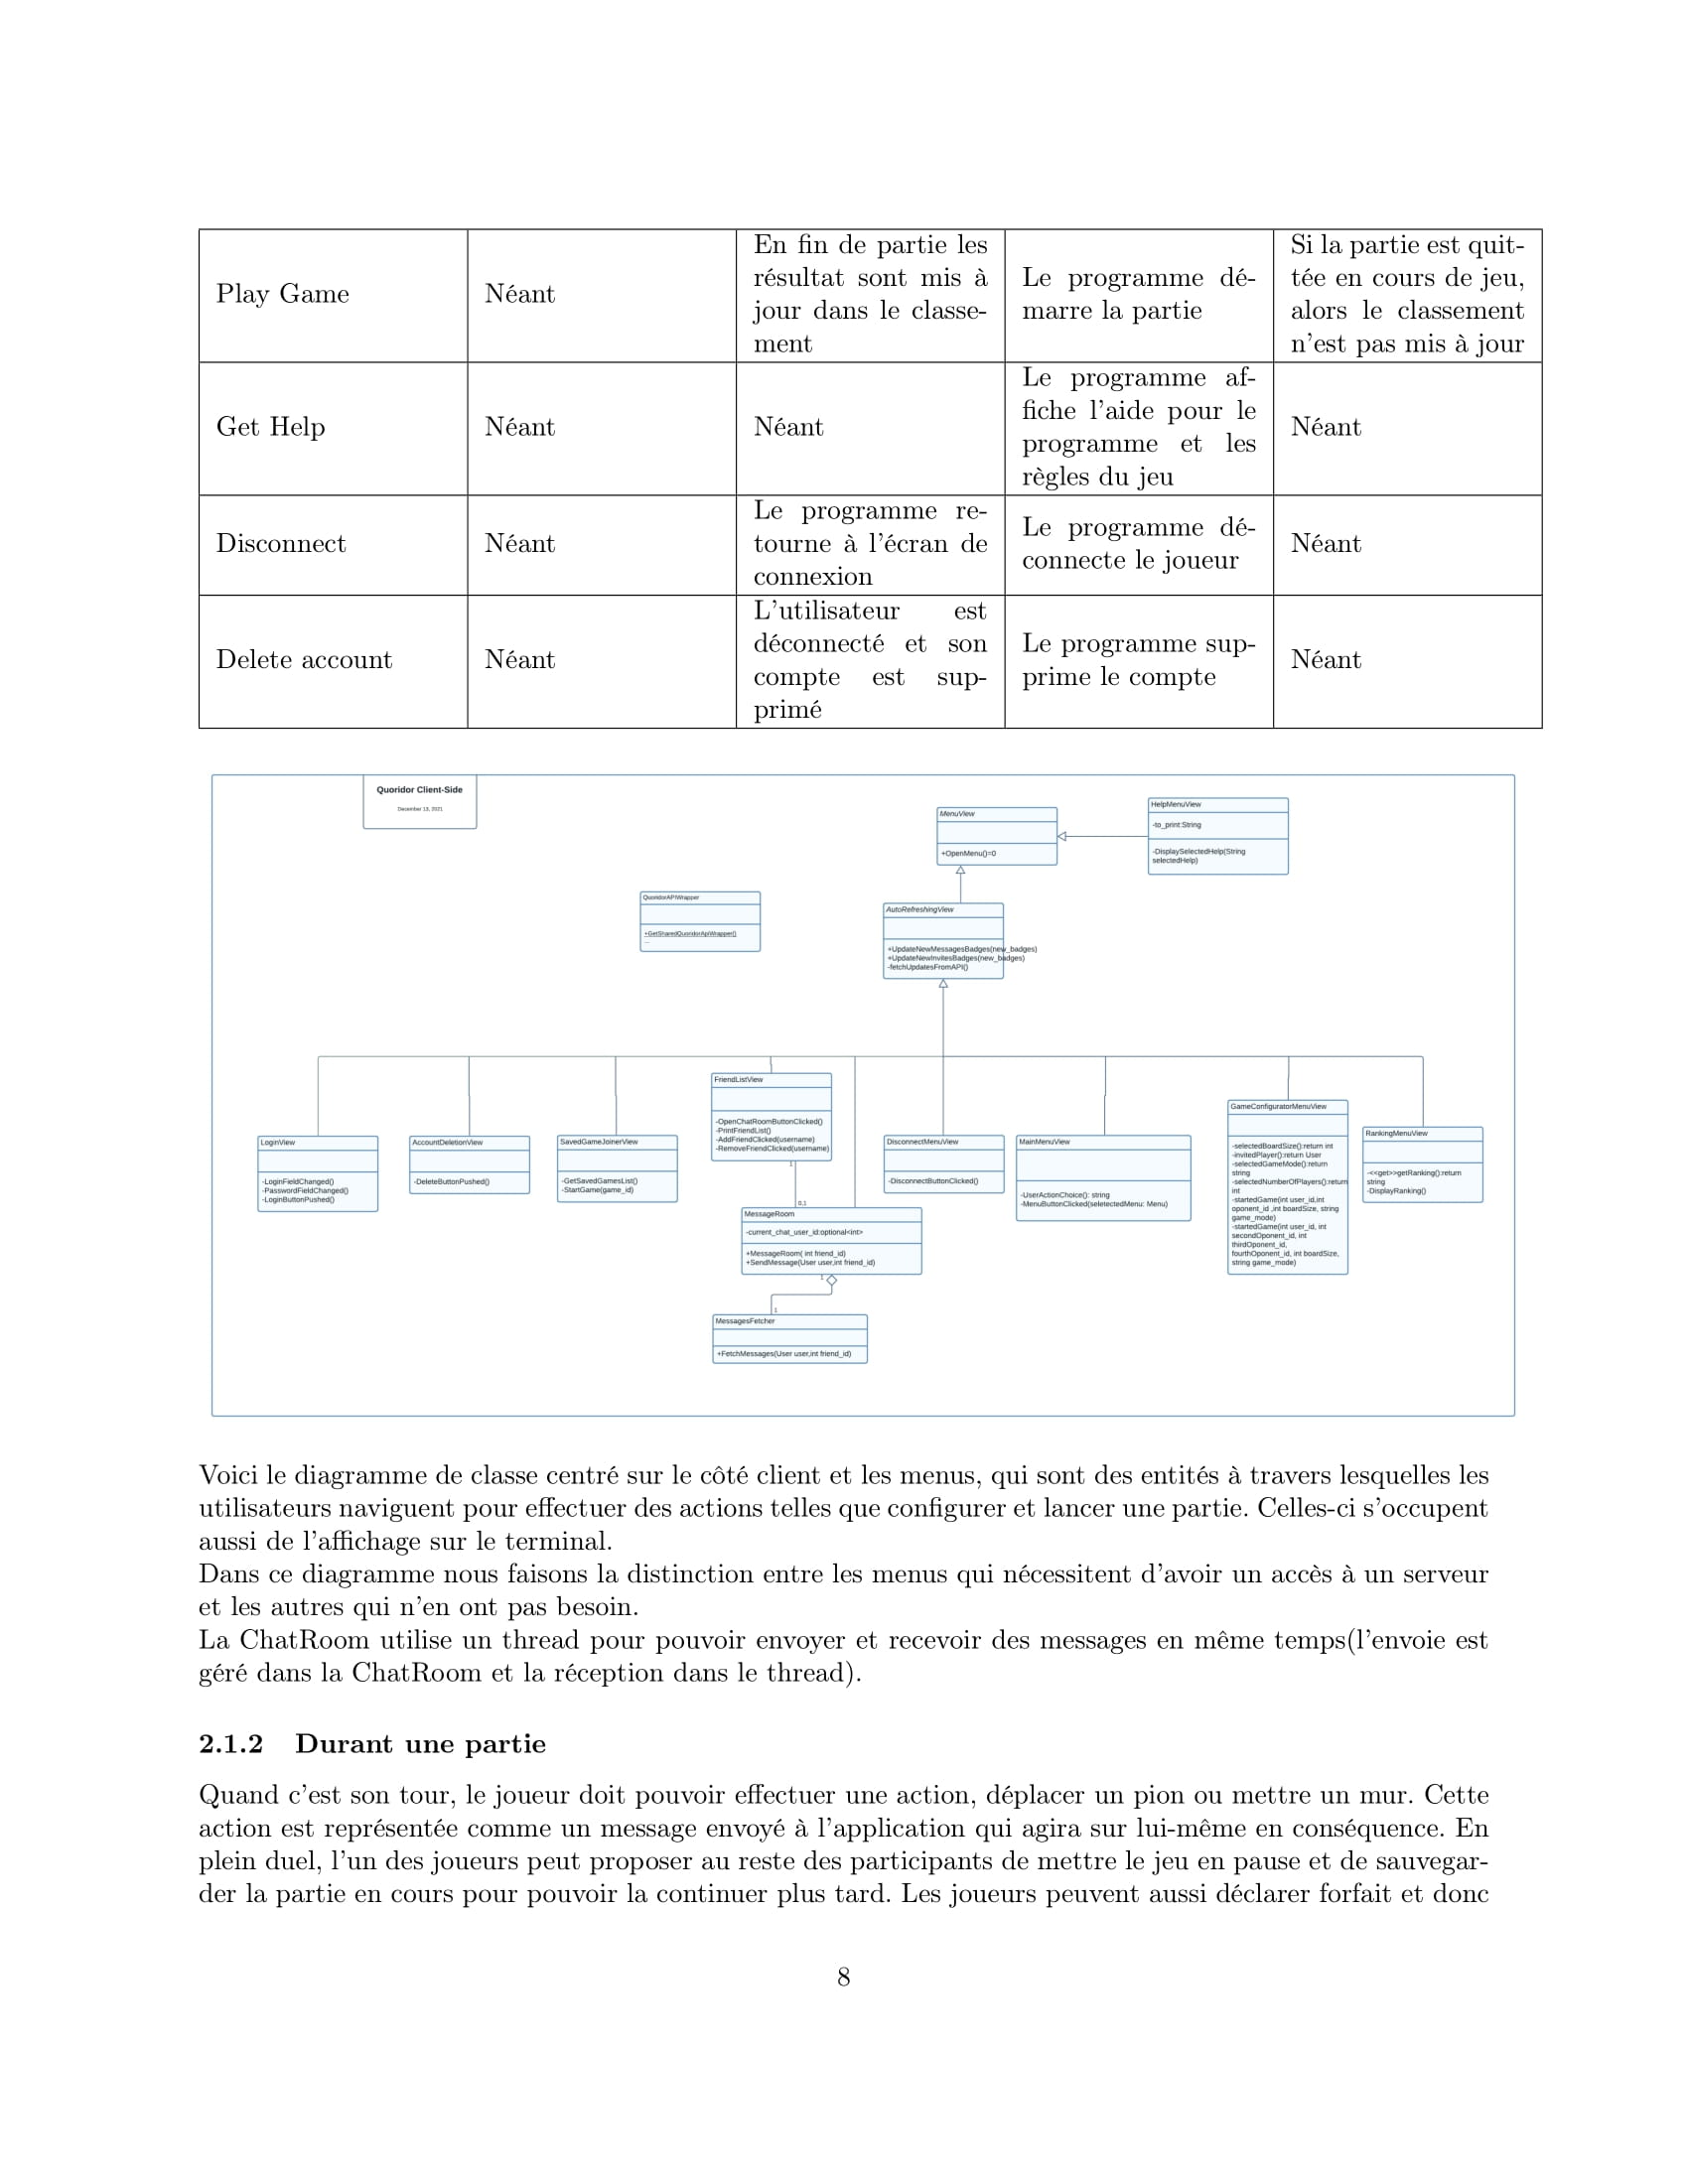 Play Game
Néant
En fin de partie les
résultat sont mis à
jour dans le classe-
ment
Le programme dé-
marre la partie
Si la partie est quit-
tée en cours de jeu,
alors le classement
n'est pas mis à jour
Get Help
Néant
Néant
Le programme af-
fiche l'aide pour le
programme et les
règles du jeu
Néant
Disconnect
Néant
Le programme re-
tourne à l'écran de
connexion
Le programme dé-
connecte le joueur
Néant
Delete account
Néant
L'utilisateur est
déconnecté et son
compte est sup-
primé
Le programme sup-
prime le compte
Néant
Quoridor Client-Side
December 13, 2021
MenuView
+OpenMenu()=0
HelpMenuView
-to_print:String
-DisplaySelectedHelp(String
selectedHelp)
QuoridorAPIWrapper
+GetSharedQuoridorApiWrapper()
...
AutoRefreshingView
+UpdateNewMessagesBadges(new_badges)
+UpdateNewInvitesBadges(new_badges)
-fetchUpdatesFromAPI()
LoginView
-LoginFieldChanged()
-PasswordFieldChanged()
-LoginButtonPushed()
AccountDeletionView
-DeleteButtonPushed()
SavedGameJoinerView
-GetSavedGamesList()
-StartGame(game_id)
FriendListView
-OpenChatRoomButtonClicked()
-PrintFriendList()
-AddFriendClicked(username)
-RemoveFriendClicked(username)
1
0,1
MessageRoom
-current_chat_user_id:optional<int>
+MessageRoom( int friend_id)
+SendMessage(User user,int friend_id)
1
1
MessagesFetcher
+FetchMessages(User user,int friend_id)
DisconnectMenuView
-DisconnectButtonClicked()
MainMenuView
-UserActionChoice(): string
-MenuButtonClicked(seletectedMenu: Menu)
GameConfiguratorMenuView
-selectedBoardSize():return int
-invitedPlayer():return User
-selectedGameMode():return
string
-selectedNumberOfPlayers():return
int
-startedGame(int user_id,int
oponent_id ,int boardSize, string
game_mode)
-startedGame(int user_id, int
secondOponent_id, int
thirdOponent_id,
fourthOponent_id, int boardSize,
string game_mode)
RankingMenuView
-<<get>>getRanking():return
string
-DisplayRanking()
Voici le diagramme de classe centré sur le côté client et les menus, qui sont des entités à travers lesquelles les
utilisateurs naviguent pour effectuer des actions telles que configurer et lancer une partie. Celles-ci s'occupent
aussi de l'affichage sur le terminal.
Dans ce diagramme nous faisons la distinction entre les menus qui nécessitent d'avoir un accès à un serveur
et les autres qui n'en ont pas besoin.
La ChatRoom utilise un thread pour pouvoir envoyer et recevoir des messages en même temps(l'envoie est
géré dans la ChatRoom et la réception dans le thread).
2.1.2 Durant une partie
Quand c'est son tour, le joueur doit pouvoir effectuer une action, déplacer un pion ou mettre un mur. Cette
action est représentée comme un message envoyé à l'application qui agira sur lui-même en conséquence. En
plein duel, l'un des joueurs peut proposer au reste des participants de mettre le jeu en pause et de sauvegar-
der la partie en cours pour pouvoir la continuer plus tard. Les joueurs peuvent aussi déclarer forfait et donc
8